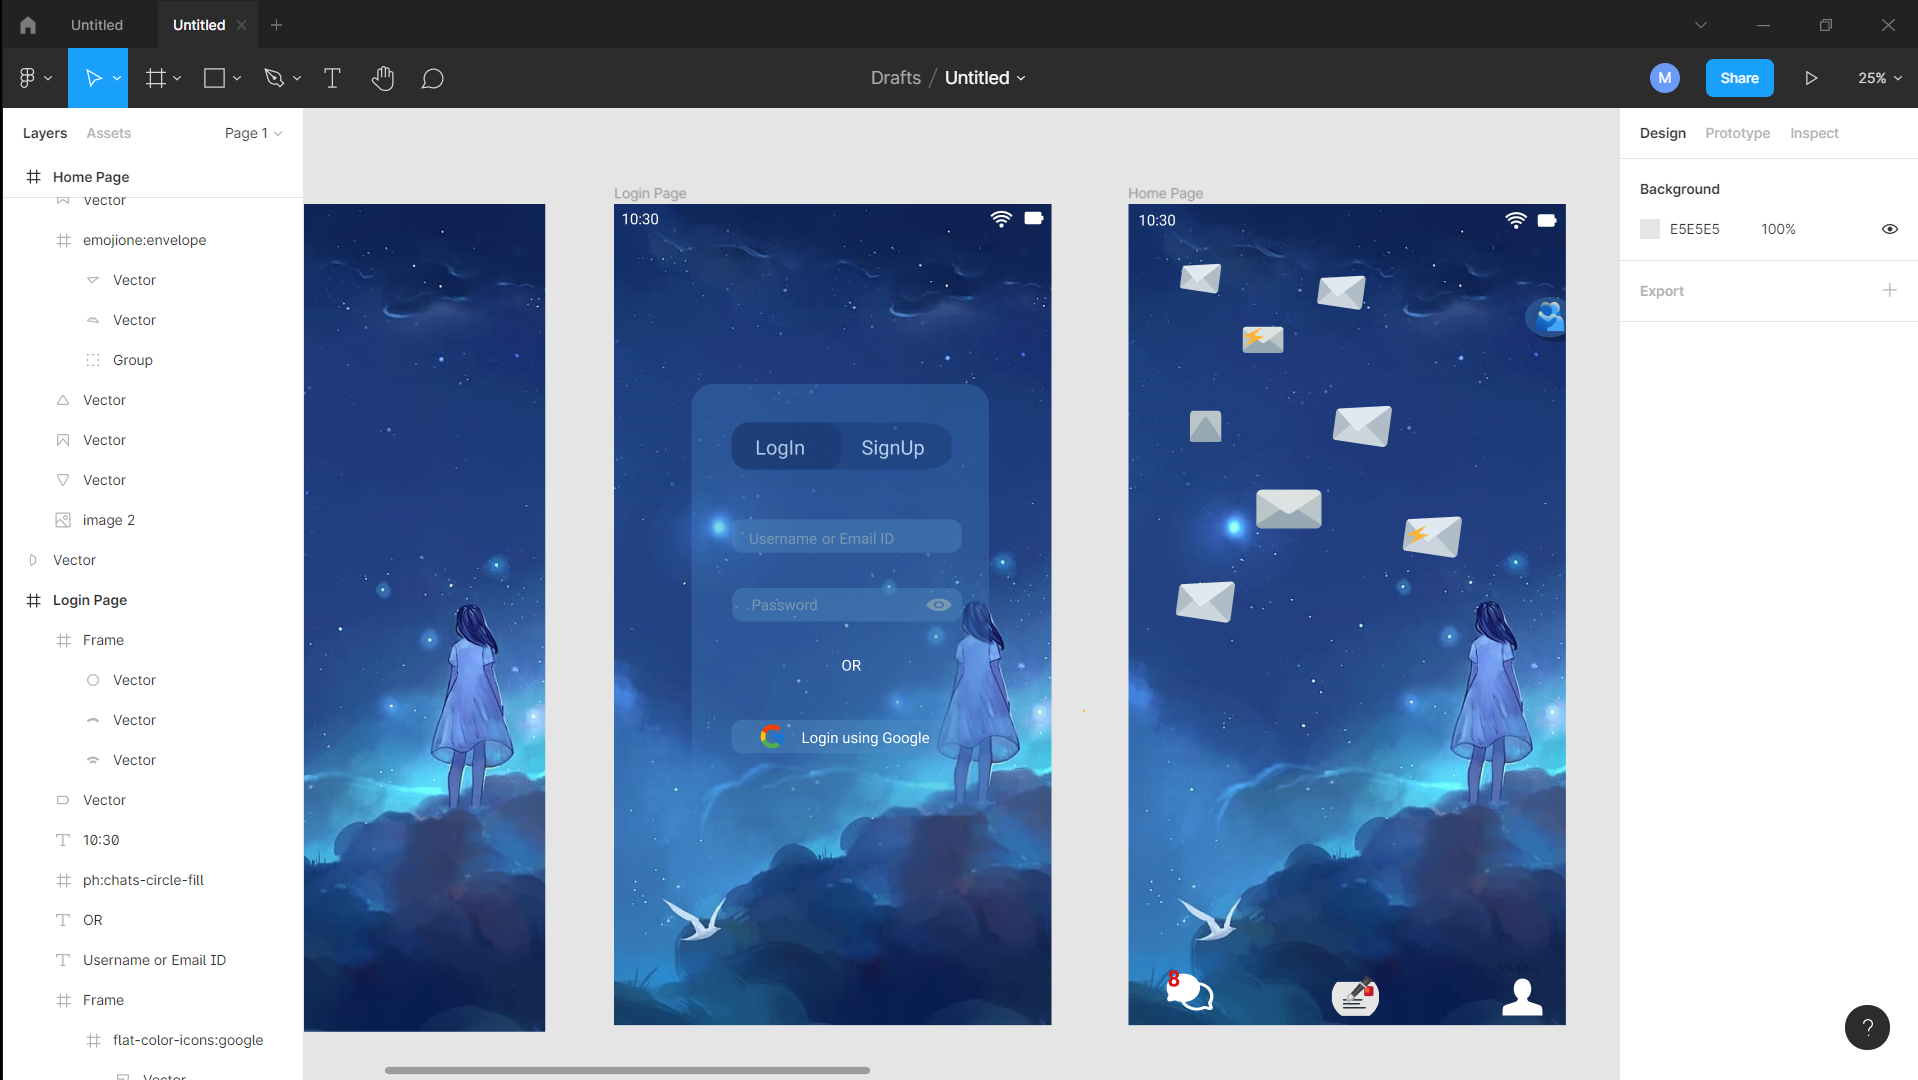 Untitled
Untitled
Drafts / Untitled
M
Share
25%
Layers
Assets
Page 1
Home Page
Vector
emojione:envelope
Vector
Vector
Group
Vector
Vector
Vector
image 2
Vector
Login Page
Frame
Vector
Vector
Vector
Vector
10:30
ph:chats-circle-fill
OR
Username or Email ID
Frame
flat-color-icons:google
Vector
Login Page
10:30
LogIn
SignUp
Username or Email ID
Password
OR
Login using Google
Home Page
10:30
8
Design
Prototype
Inspect
Background
E5E5E5
100%
Export
?